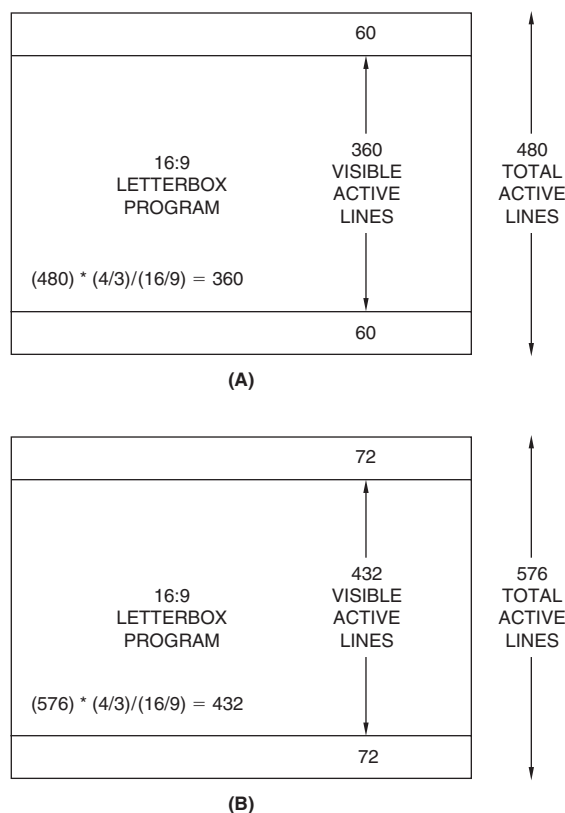 60
16:9
LETTERBOX
PROGRAM
360
VISIBLE
ACTIVE
LINES
480
TOTAL
ACTIVE
LINES
(480) * (4/3)/(16/9) = 360
60
(A)
72
16:9
LETTERBOX
PROGRAM
432
VISIBLE
ACTIVE
LINES
576
TOTAL
ACTIVE
LINES
(576) * (4/3)/(16/9) = 432
72
(B)